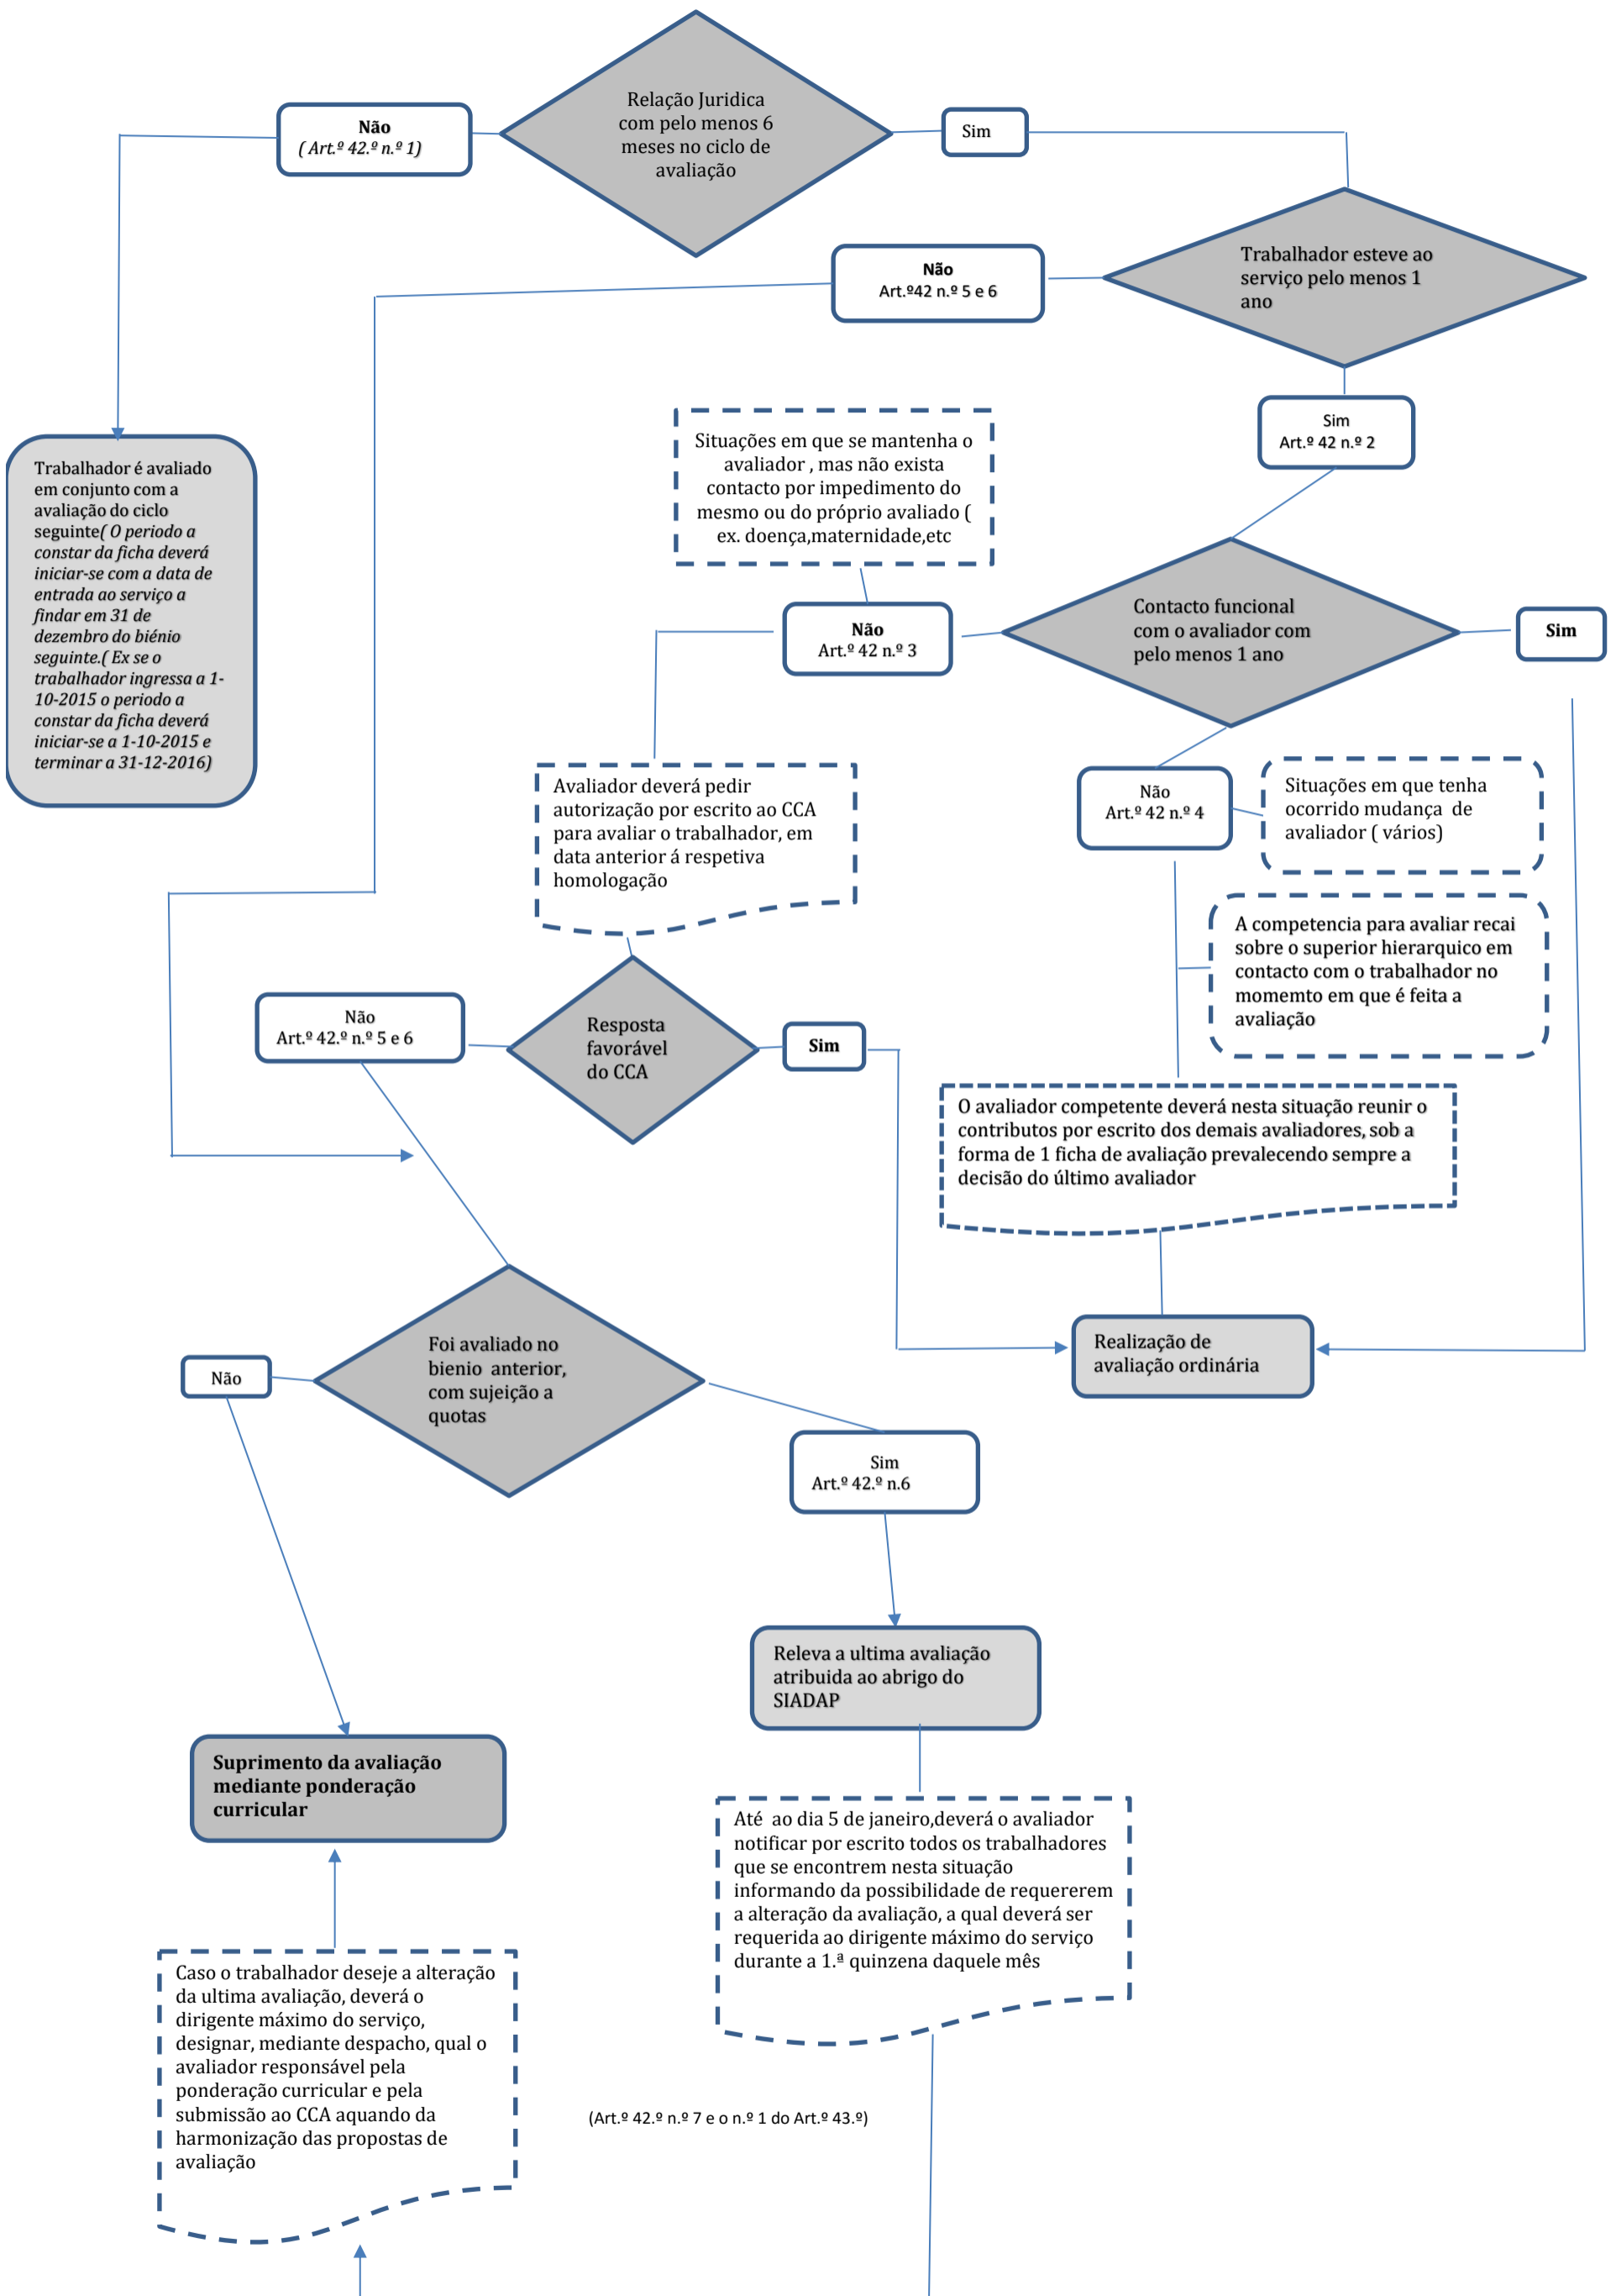 Relação Juridica
com pelo menos 6
meses no ciclo de
avaliação
Não
( Art.º 42.º n.º 1)
Sim
Trabalhador esteve ao
serviço pelo menos 1
ano
Não
Art.º42 n.º 5 e 6
Sim
Art.º 42 n.º 2
Situações em que se mantenha o
avaliador , mas não exista
contacto por impedimento do
mesmo ou do próprio avaliado (
ex. doença,maternidade,etc
Trabalhador é avaliado
em conjunto com a
avaliação do ciclo
seguinte( O periodo a
constar da ficha deverá
iniciar-se com a data de
entrada ao serviço a
findar em 31 de
dezembro do biénio
seguinte.( Ex se o
trabalhador ingressa a 1-
10-2015 o periodo a
constar da ficha deverá
iniciar-se a 1-10-2015 e
terminar a 31-12-2016)
Contacto funcional
com o avaliador com
pelo menos 1 ano
Não
Art.º 42 n.º 3
Sim
Avaliador deverá pedir
autorização por escrito ao CCA
para avaliar o trabalhador, em
data anterior á respetiva
homologação
Não
Art.º 42 n.º 4
Situações em que tenha
ocorrido mudança  de
avaliador ( vários)
A competencia para avaliar recai
sobre o superior hierarquico em
contacto com o trabalhador no
momemto em que é feita a
avaliação
Não
Art.º 42.º n.º 5 e 6
Resposta
favorável
do CCA
Sim
O avaliador competente deverá nesta situação reunir o
contributos por escrito dos demais avaliadores, sob a
forma de 1 ficha de avaliação prevalecendo sempre a
decisão do último avaliador
Realização de
avaliação ordinária
Foi avaliado no
bienio  anterior,
com sujeição a
quotas
Não
Sim
Art.º 42.º n.6
Releva a ultima avaliação
atribuida ao abrigo do
SIADAP
Suprimento da avaliação
mediante ponderação
curricular
Até  ao dia 5 de janeiro,deverá o avaliador
notificar por escrito todos os trabalhadores
que se encontrem nesta situação
informando da possibilidade de requererem
a alteração da avaliação, a qual deverá ser
requerida ao dirigente máximo do serviço
durante a 1.ª quinzena daquele mês
Caso o trabalhador deseje a alteração
da ultima avaliação, deverá o
dirigente máximo do serviço,
designar, mediante despacho, qual o
avaliador responsável pela
ponderação curricular e pela
submissão ao CCA aquando da
harmonização das propostas de
avaliação
(Art.º 42.º n.º 7 e o n.º 1 do Art.º 43.º)